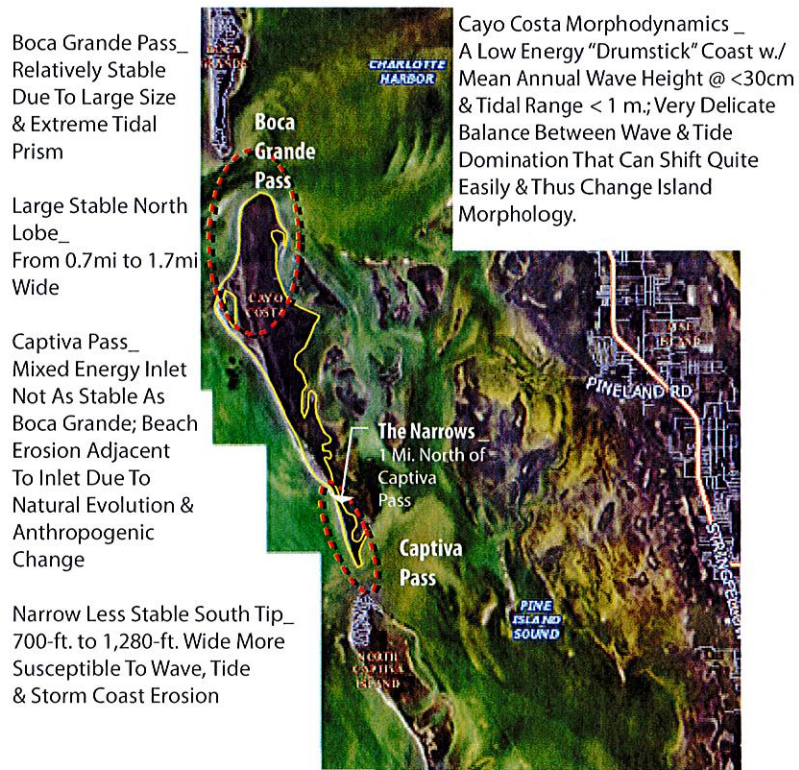 Boca Grande Pass_
Relatively Stable
Due To Large Size
& Extreme Tidal
Prism
Large Stable North
Lobe_
From 0.7mi to 1.7mi
Wide
Captiva Pass_
Mixed Energy Inlet
Not As Stable As
Boca Grande; Beach
Erosion Adjacent
To Inlet Due To
Natural Evolution &
Anthropogenic
Change
Narrow Less Stable South Tip_
700-ft. to 1,280-ft. Wide More
Susceptible To Wave, Tide
& Storm Coast Erosion
Cayo Costa Morphodynamics _
A Low Energy “Drumstick” Coast w./
Mean Annual Wave Height @ <30cm
& Tidal Range < 1 m.; Very Delicate
Balance Between Wave & Tide
Domination That Can Shift Quite
Easily & Thus Change Island
Morphology.
CHARLOTTE
HARBOR
Boca
Grande
Pass
CAYO
COSTA
PINELAND RD
The Narrows _
1 Mi. North of
Captiva
Pass
Captiva
Pass
PINE
ISLAND
SOUND
NORTH
CAPTIVA
ISLAND